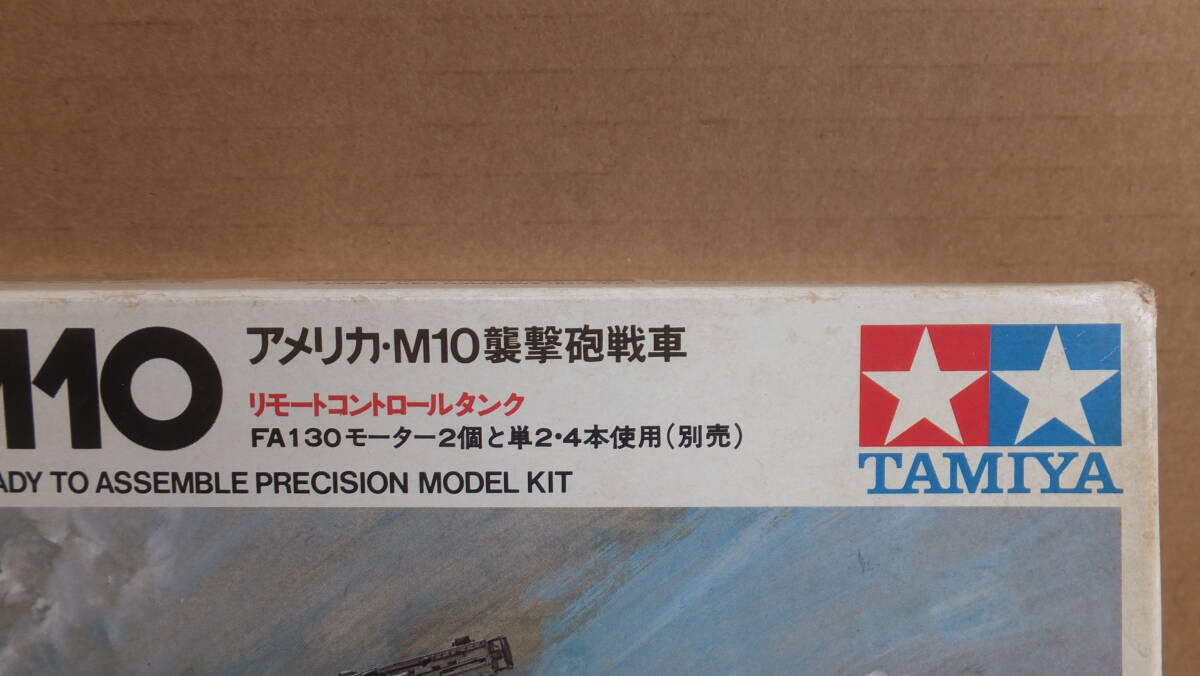 M10
アメリカ・M10襲撃砲戦車
リモートコントロールタンク
FA130モーター2個と単2・4本使用(別売)
ADY TO ASSEMBLE PRECISION MODEL KIT
TAMIYA